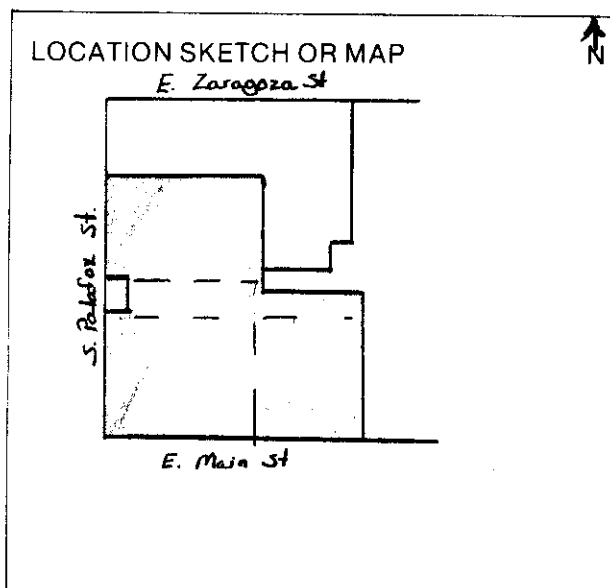 LOCATION SKETCH OR MAP
N
E. Zaragoza St
S. Palafox St.
E. Main St